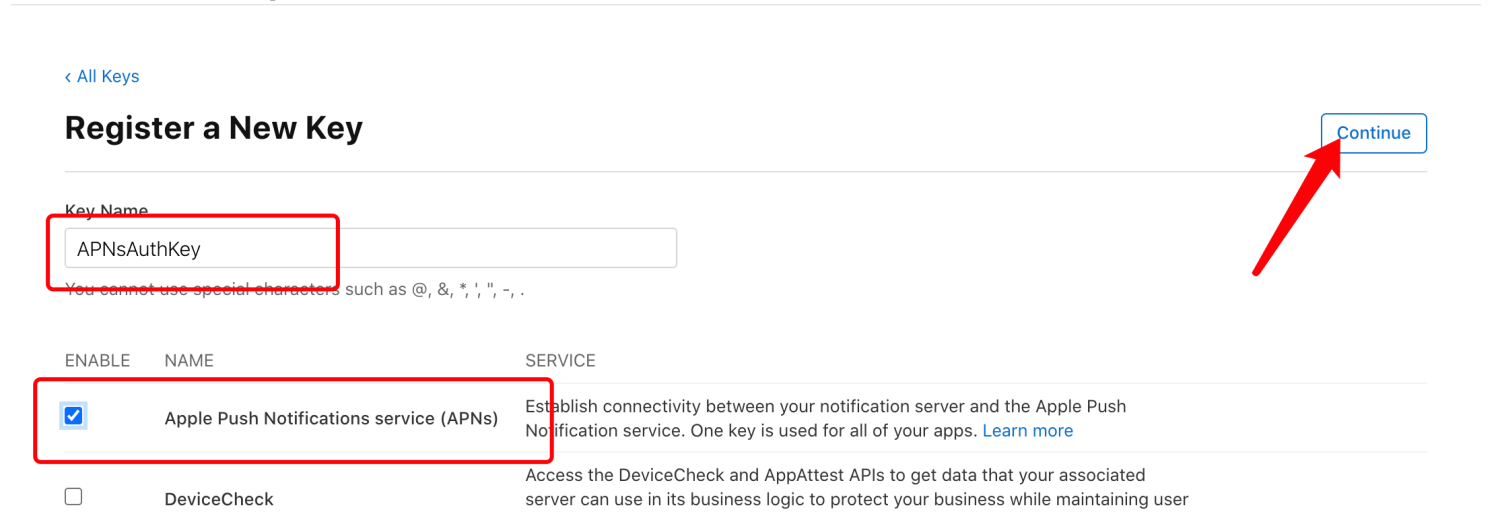 ‹ All Keys
Register a New Key
Continue
Key Name
APNsAuthKey
You cannot use special characters such as @, &, *, ', ", -, .
ENABLE NAME SERVICE
Apple Push Notifications service (APNs)
Establish connectivity between your notification server and the Apple Push
Notification service. One key is used for all of your apps. Learn more
DeviceCheck
Access the DeviceCheck and AppAttest APIs to get data that your associated
server can use in its business logic to protect your business while maintaining user